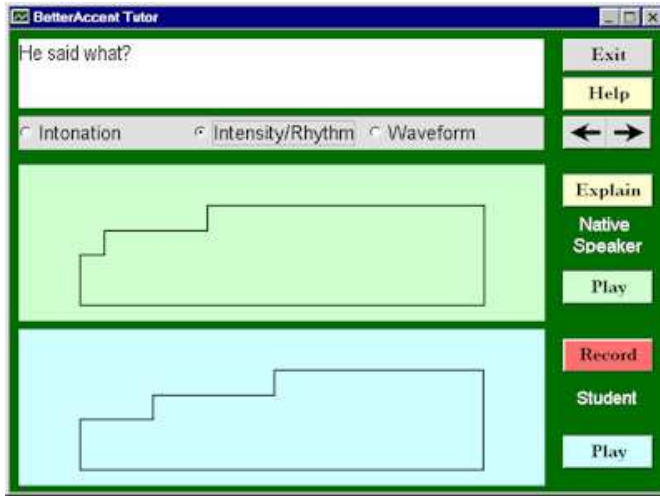 BetterAccent Tutor
He said what?
Exit
Help
Intonation
Intensity/Rhythm
Waveform
Explain
Native
Speaker
Play
Record
Student
Play